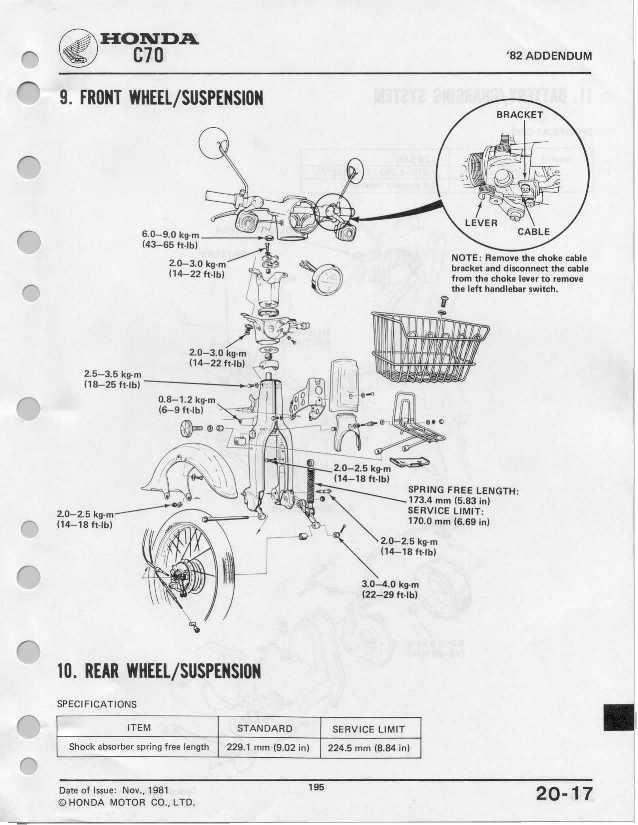 HONDA
C70
'82 ADDENDUM
9. FRONT WHEEL/SUSPENSION
BRACKET
LEVER
CABLE
NOTE: Remove the choke cable
bracket and disconnect the cable
from the choke lever to remove
the left handlebar switch.
6.0–9.0 kg-m
(43–65 ft-lb)
2.0–3.0 kg-m
(14–22 ft-lb)
2.0–3.0 kg-m
(14–22 ft-lb)
2.5–3.5 kg-m
(18–25 ft-lb)
0.8–1.2 kg-m
(6–9 ft-lb)
2.0–2.5 kg-m
(14–18 ft-lb)
SPRING FREE LENGTH:
173.4 mm (5.83 in)
SERVICE LIMIT:
170.0 mm (6.69 in)
2.0–2.5 kg-m
(14–18 ft-lb)
2.0–2.5 kg-m
(14–18 ft-lb)
3.0–4.0 kg-m
(22–29 ft-lb)
10. REAR WHEEL/SUSPENSION
SPECIFICATIONS
ITEM STANDARD SERVICE LIMIT
Shock absorber spring free length 229.1 mm (9.02 in) 224.5 mm (8.84 in)
Date of Issue: Nov., 1981
© HONDA MOTOR CO., LTD.
195
20-17